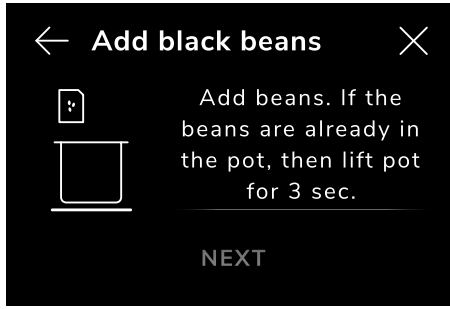 Add black beans
Add beans. If the
beans are already in
the pot, then lift pot
for 3 sec.
NEXT